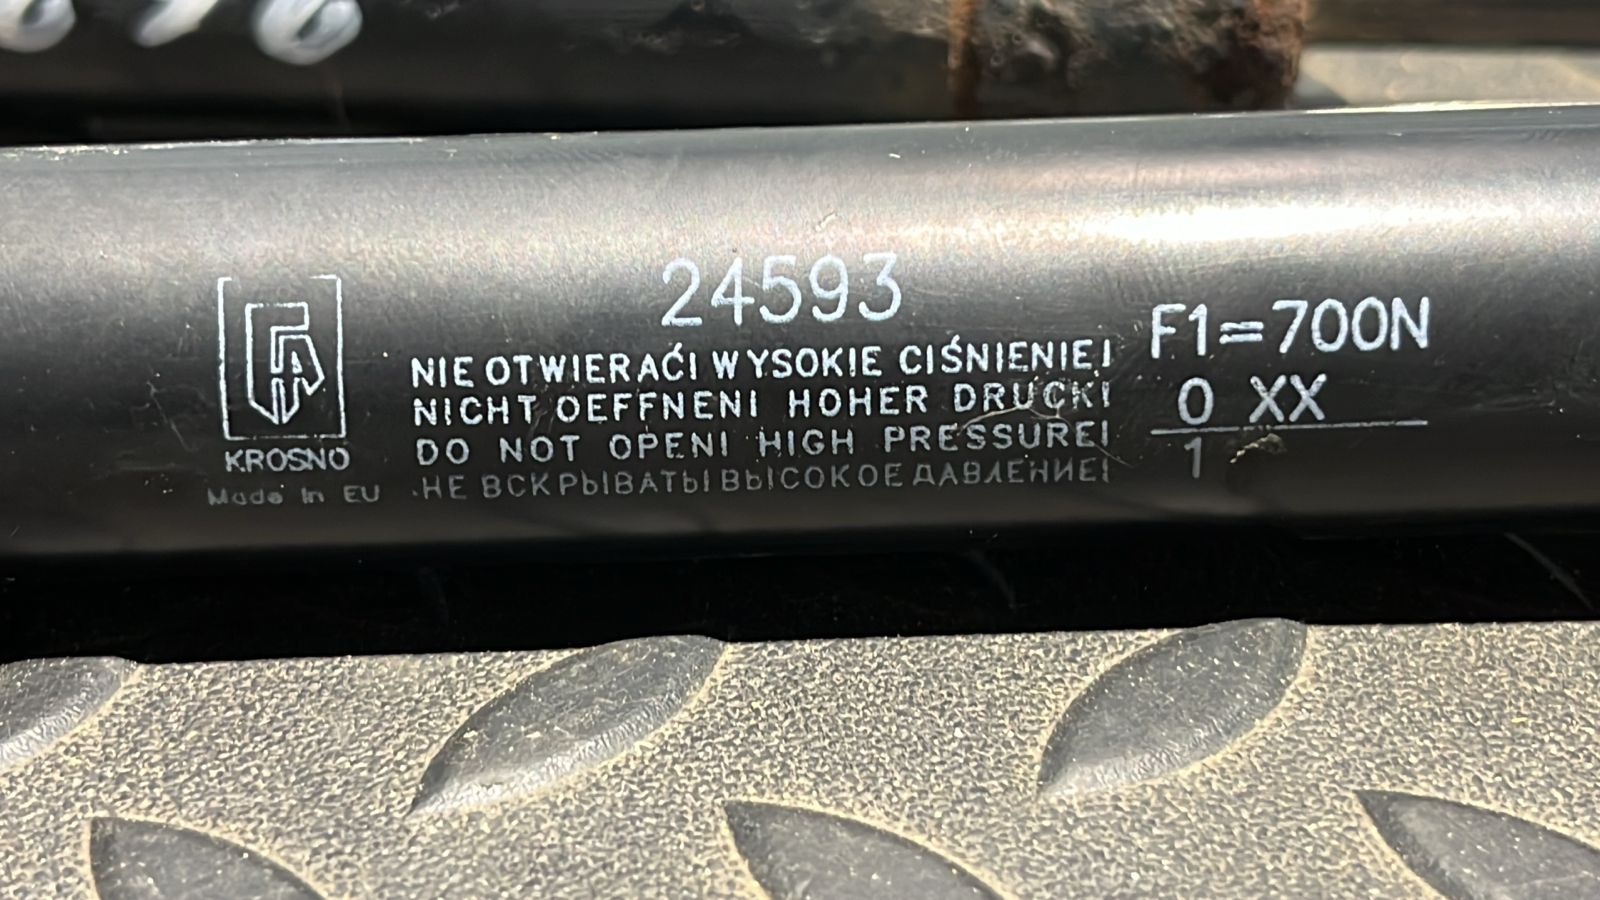 24593
F1=700N
NIE OTWIERAĆ! WYSOKIE CIŚNIENIE!
NICHT OEFFNEN! HOHER DRUCK!
0 XX
DO NOT OPEN! HIGH PRESSURE!
1
KROSNO
НЕ ВСКРЫВАТЬ! ВЫСОКОЕ ДАВЛЕНИЕ!
Made in EU